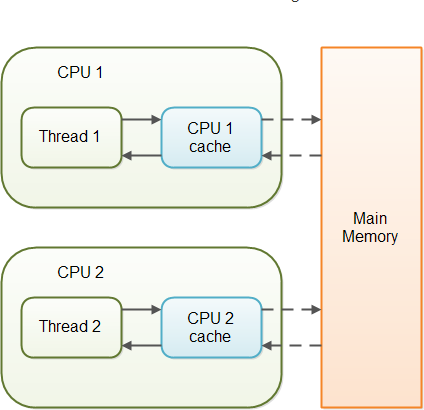 CPU 1
Thread 1
CPU 1
cache
Main
Memory
CPU 2
Thread 2
CPU 2
cache